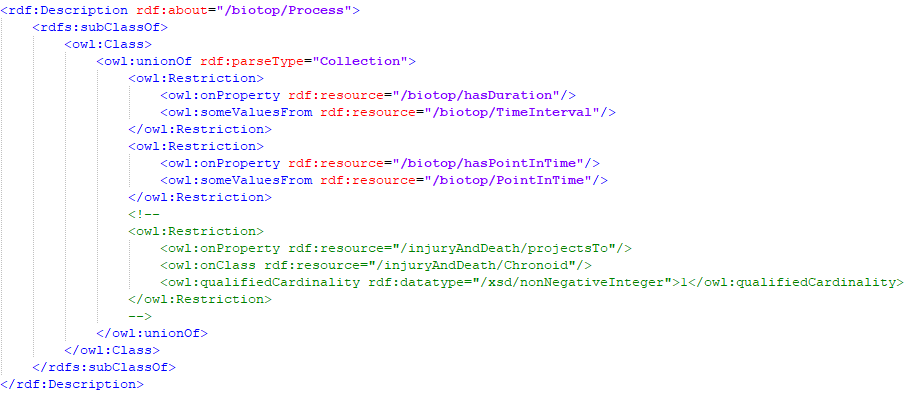 <rdf:Description rdf:about="/biotop/Process">
<rdfs:subClassOf>
<owl:Class>
<owl:unionOf rdf:parseType="Collection">
<owl:Restriction>
<owl:onProperty rdf:resource="/biotop/hasDuration"/>
<owl:someValuesFrom rdf:resource="/biotop/TimeInterval"/>
</owl:Restriction>
<owl:Restriction>
<owl:onProperty rdf:resource="/biotop/hasPointInTime"/>
<owl:someValuesFrom rdf:resource="/biotop/PointInTime"/>
</owl:Restriction>
<!--
<owl:Restriction>
<owl:onProperty rdf:resource="/injuryAndDeath/projectsTo"/>
<owl:onClass rdf:resource="/injuryAndDeath/Chronoid"/>
<owl:qualifiedCardinality rdf:datatype="/xsd/nonNegativeInteger">1</owl:qualifiedCardinality>
</owl:Restriction>
-->
</owl:unionOf>
</owl:Class>
</rdfs:subClassOf>
</rdf:Description>